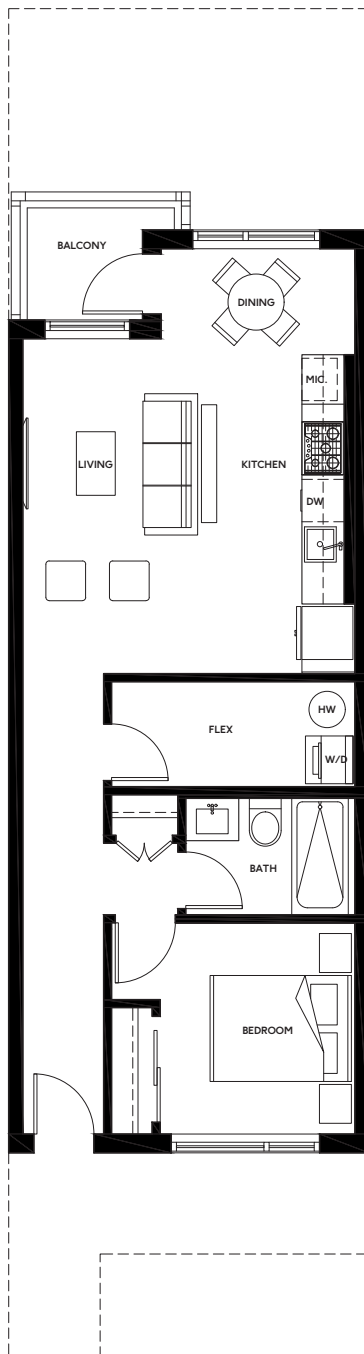 BALCONY
DINING
MIC.
LIVING
KITCHEN
DW
HW
FLEX
W/D
BATH
BEDROOM